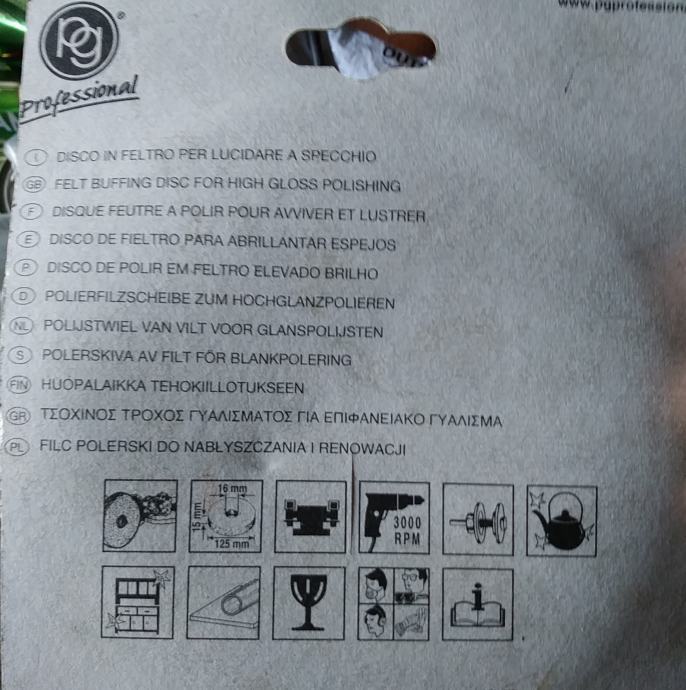 www.pgprofession
pg®
Professional
OUT
I DISCO IN FELTRO PER LUCIDARE A SPECCHIO
GB FELT BUFFING DISC FOR HIGH GLOSS POLISHING
F DISQUE FEUTRE A POLIR POUR AVVIVER ET LUSTRER
E DISCO DE FIELTRO PARA ABRILLANTAR ESPEJOS
P DISCO DE POLIR EM FELTRO ELEVADO BRILHO
D POLIERFILZSCHEIBE ZUM HOCHGLANZPOLIEREN
NL POLIJSTWIEL VAN VILT VOOR GLANSPOLIJSTEN
S POLERSKIVA AV FILT FÖR BLANKPOLERING
FIN HUOPALAIKKA TEHOKIILLOTUKSEEN
GR ΤΣΟΧΙΝΟΣ ΤΡΟΧΟΣ ΓΥΑΛΙΣΜΑΤΟΣ ΓΙΑ ΕΠΙΦΑΝΕΙΑΚΟ ΓΥΑΛΙΣΜΑ
PL FILC POLERSKI DO NABŁYSZCZANIA I RENOWACJI
16 mm
15 mm
125 mm
3000
RPM
i